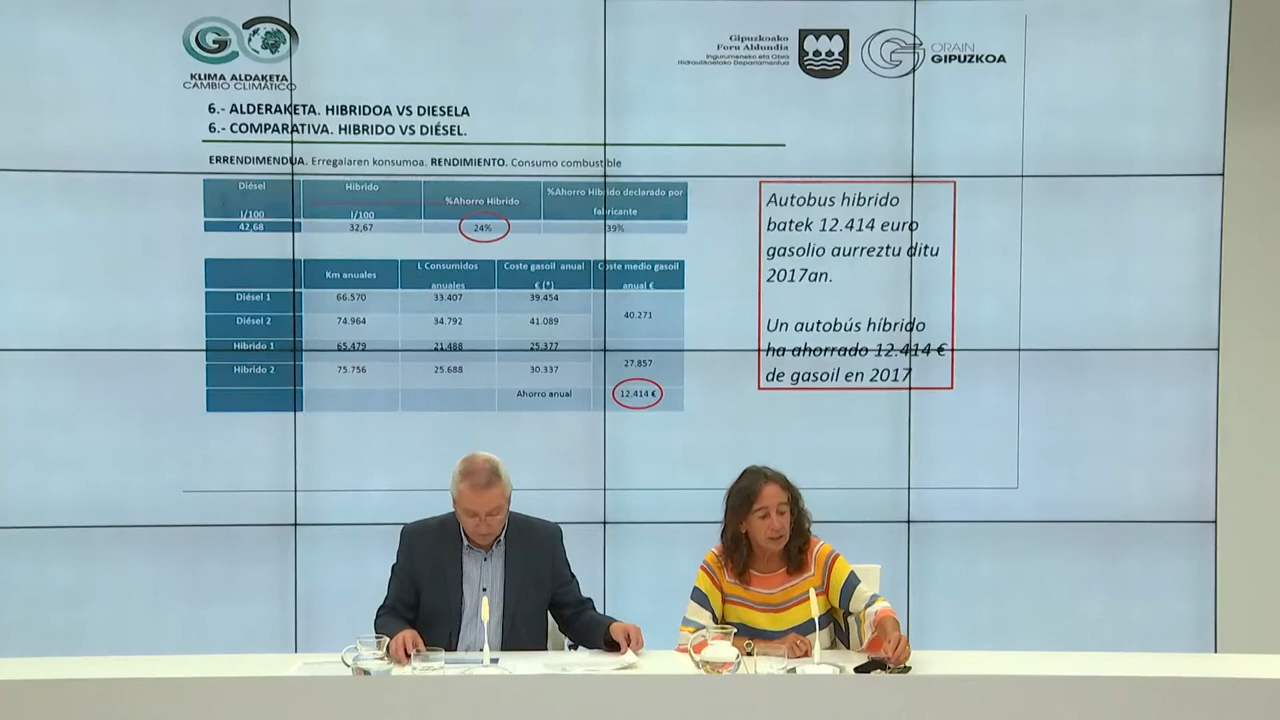 KLIMA ALDAKETA
CAMBIO CLIMÁTICO
Gipuzkoako
Foru Aldundia
Ingurumeneko eta Obra
Hidraulikoetako Departamentua
ORAIN
GIPUZKOA
6.- ALDERAKETA. HIBRIDOA VS DIESELA
6.- COMPARATIVA. HIBRIDO VS DIÉSEL.
ERRENDIMENDUA. Erregaiaren konsumoa. RENDIMIENTO. Consumo combustible
Diésel Hibrido %Ahorro Hibrido %Ahorro Hibrido declarado por
l/100 l/100 fabricante
42,68 32,67 24% 39%
Km anuales L Consumidos Coste gasoil anual Coste medio gasoil
anuales € (*) anual €
Diésel 1 66.570 33.407 39.454
40.271
Diésel 2 74.964 34.792 41.089
Hibrido 1 65.479 21.488 25.377
27.857
Hibrido 2 75.756 25.688 30.337
Ahorro anual 12.414 €
Autobus hibrido
batek 12.414 euro
gasolio aurreztu ditu
2017an.
Un autobús híbrido
ha ahorrado 12.414 €
de gasoil en 2017